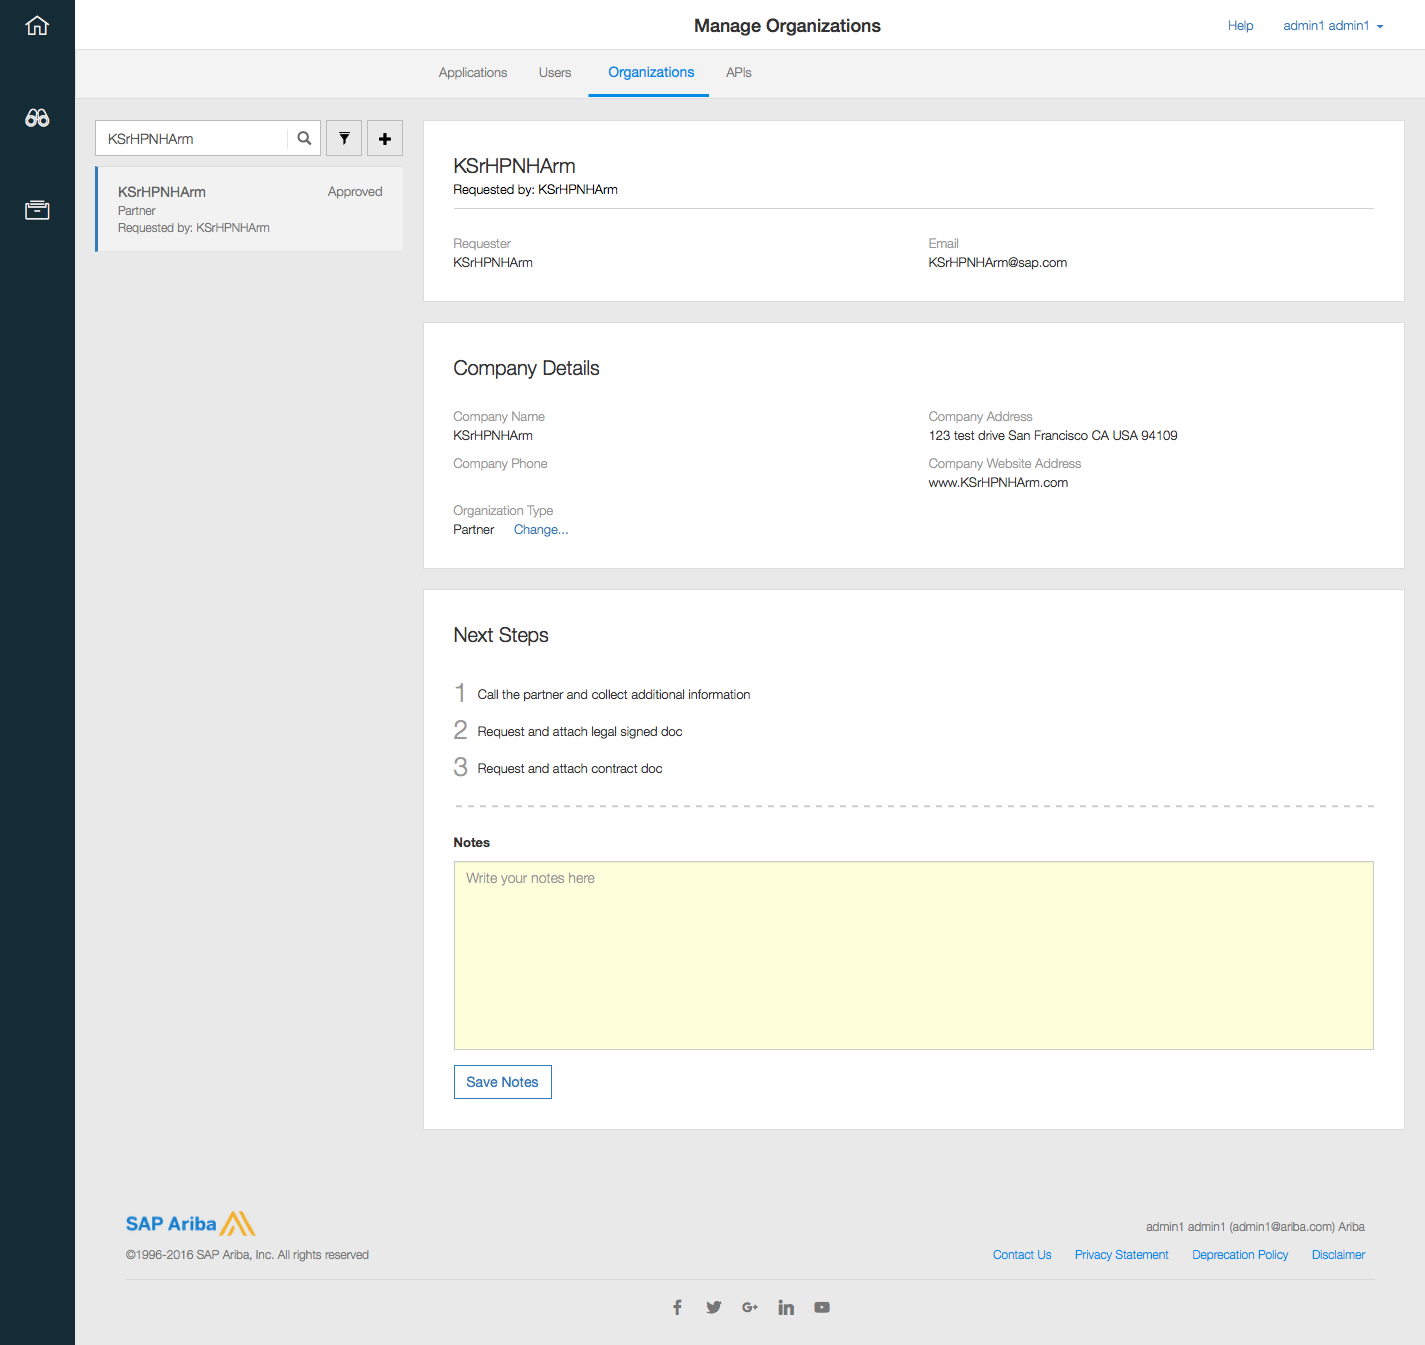 Manage Organizations
Help
admin1 admin1
Applications
Users
Organizations
APIs
KSrHPNHArm
KSrHPNHArm
Approved
Partner
Requested by: KSrHPNHArm
KSrHPNHArm
Requested by: KSrHPNHArm
Requester
KSrHPNHArm
Email
KSrHPNHArm@sap.com
Company Details
Company Name
KSrHPNHArm
Company Address
123 test drive San Francisco CA USA 94109
Company Phone
Company Website Address
www.KSrHPNHArm.com
Organization Type
Partner Change...
Next Steps
1 Call the partner and collect additional information
2 Request and attach legal signed doc
3 Request and attach contract doc
Notes
Write your notes here
Save Notes
SAP Ariba
©1996-2016 SAP Ariba, Inc. All rights reserved
admin1 admin1 (admin1@ariba.com) Ariba
Contact Us
Privacy Statement
Deprecation Policy
Disclaimer